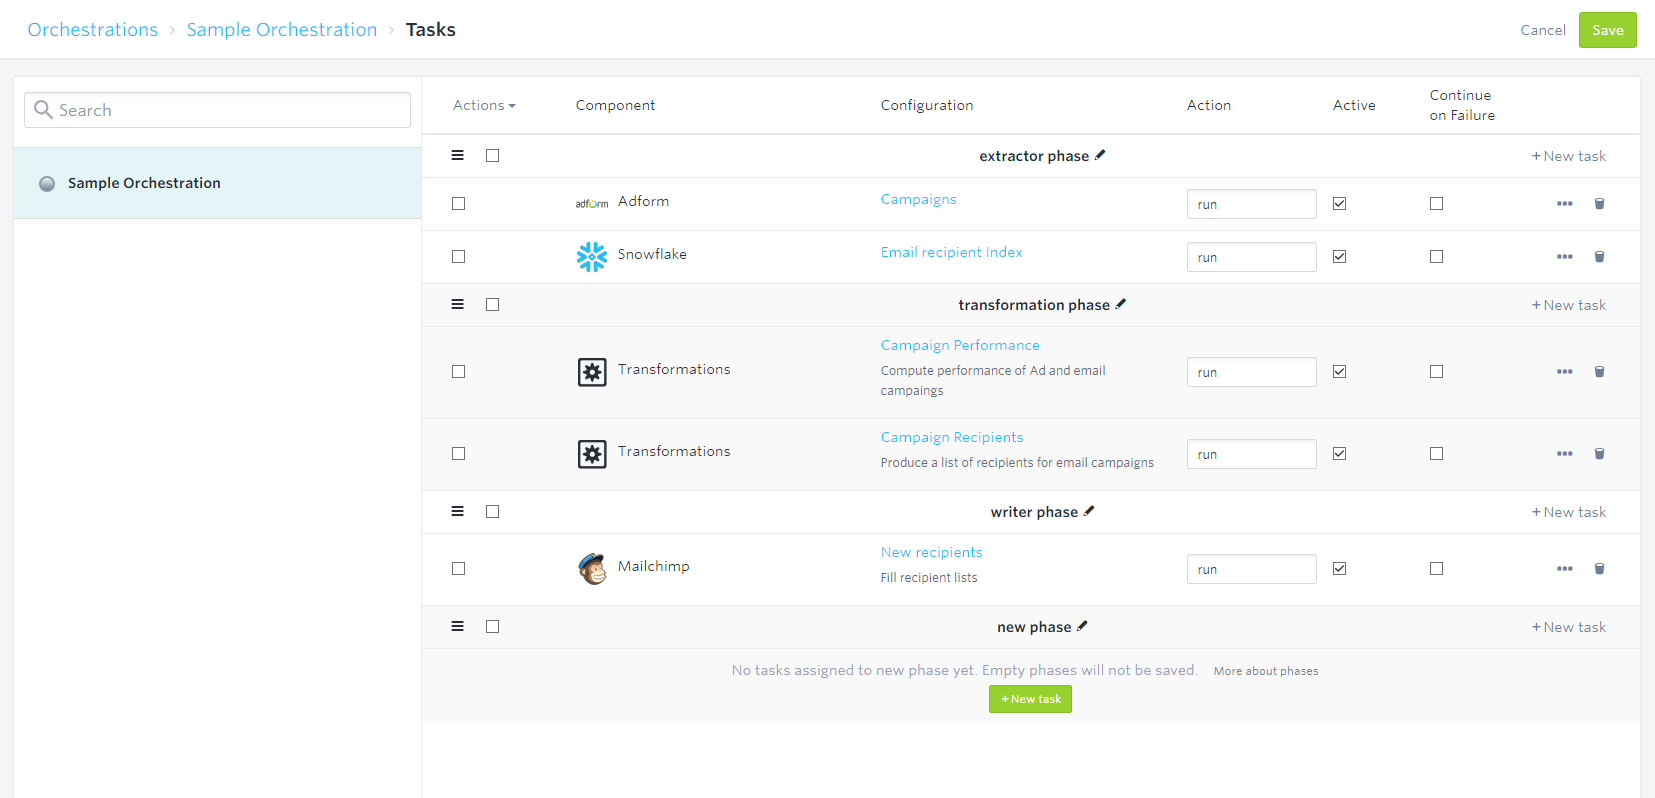 Orchestrations › Sample Orchestration › Tasks
Cancel
Save
Search
Sample Orchestration
Actions
Component
Configuration
Action
Active
Continue
on Failure
extractor phase
+ New task
adform
Adform
Campaigns
run
Snowflake
Email recipient Index
run
transformation phase
+ New task
Transformations
Campaign Performance
Compute performance of Ad and email
campaings
run
Transformations
Campaign Recipients
Produce a list of recipients for email campaigns
run
writer phase
+ New task
Mailchimp
New recipients
Fill recipient lists
run
new phase
+ New task
No tasks assigned to new phase yet. Empty phases will not be saved.
More about phases
+ New task